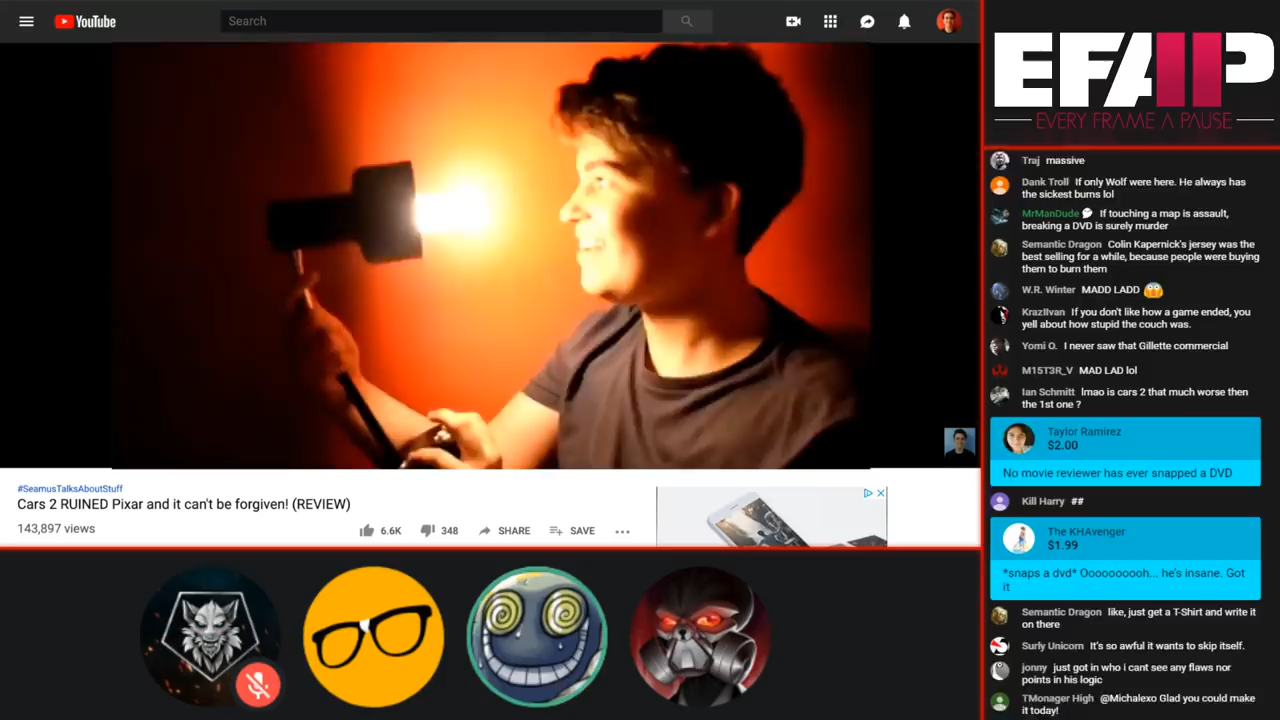 YouTube
Search
EFAP
EVERY FRAME A PAUSE
Traj massive
Dank Troll If only Wolf were here. He always has
the sickest burns lol
MrManDude If touching a map is assault,
breaking a DVD is surely murder
Semantic Dragon Colin Kapernick's jersey was the
best selling for a while, because people were buying
them to burn them
W.R. Winter MADD LADD
KrazIIvan If you don't like how a game ended, you
yell about how stupid the couch was.
Yomi O. I never saw that Gillette commercial
M15T3R_V MAD LAD lol
Ian Schmitt lmao is cars 2 that much worse then
the 1st one ?
Taylor Ramirez
$2.00
No movie reviewer has ever snapped a DVD
Kill Harry ##
The KHAvenger
$1.99
*snaps a dvd* Oooooooooh... he's insane. Got
it
Semantic Dragon like, just get a T-Shirt and write it
on there
Surly Unicorn It's so awful it wants to skip itself.
jonny just got in who i cant see any flaws nor
points in his logic
TMonager High @Michalexo Glad you could make
it today!
#SeamusTalksAboutStuff
Cars 2 RUINED Pixar and it can't be forgiven! (REVIEW)
143,897 views
6.6K 348 SHARE SAVE